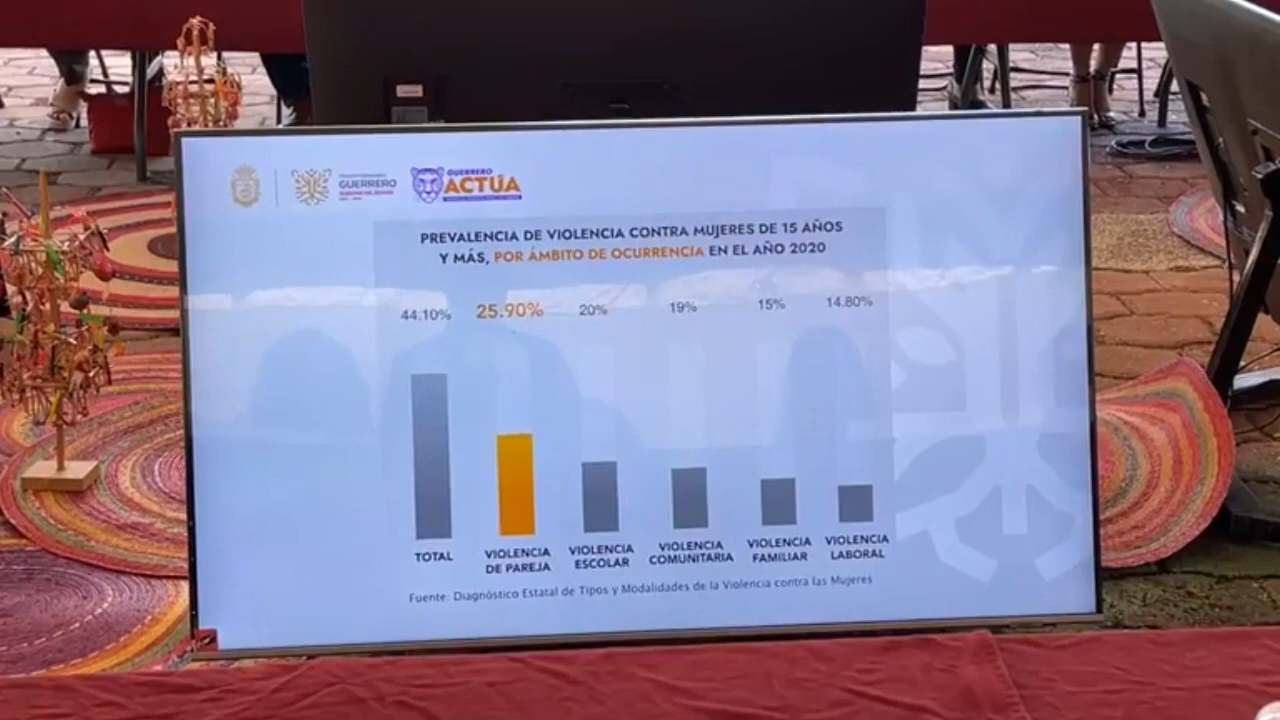 GUERRERO
GUERRERO
ACTÚA
PREVALENCIA DE VIOLENCIA CONTRA MUJERES DE 15 AÑOS
Y MÁS, POR ÁMBITO DE OCURRENCIA EN EL AÑO 2020
44.10% 25.90% 20% 19% 15% 14.80%
TOTAL
VIOLENCIA
DE PAREJA
VIOLENCIA
ESCOLAR
VIOLENCIA
COMUNITARIA
VIOLENCIA
FAMILIAR
VIOLENCIA
LABORAL
Fuente: Diagnóstico Estatal de Tipos y Modalidades de la Violencia contra las Mujeres